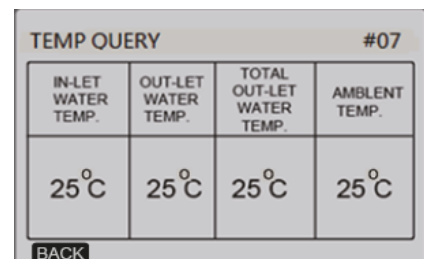 TEMP QUERY #07
IN-LET WATER TEMP.
OUT-LET WATER TEMP.
TOTAL OUT-LET WATER TEMP.
AMBLENT TEMP.
25°C 25°C 25°C 25°C
BACK